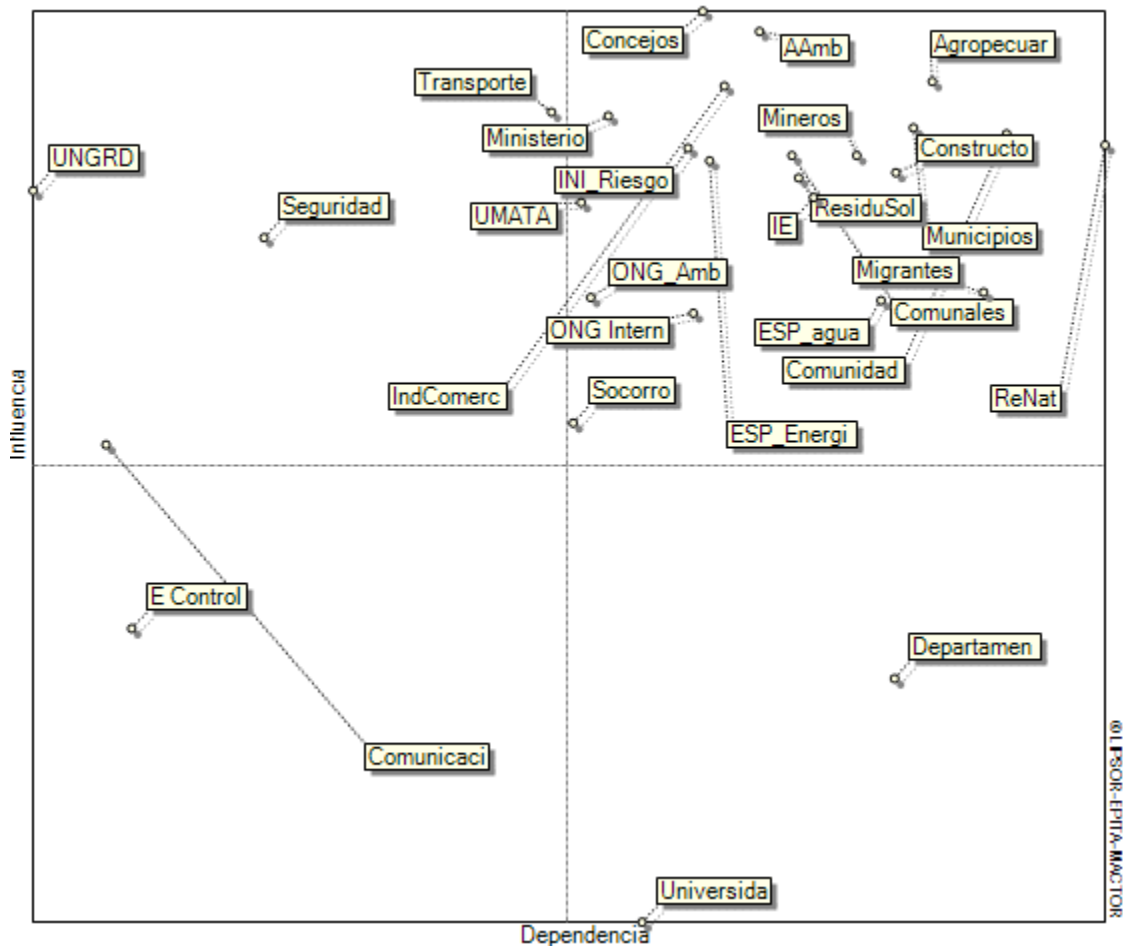 Concejos
AAmb
Agropecuar
Transporte
Mineros
Ministerio
Constructo
UNGRD
INI_Riesgo
Seguridad
UMATA
ResiduSol
IE
Municipios
ONG_Amb
Migrantes
Comunales
ONG Intern
ESP_agua
Comunidad
IndComerc
Socorro
ReNat
ESP_Energi
Influencia
E Control
Departamen
Comunicaci
Universida
Dependencia
© LIPSOR-EPITA-MACTOR